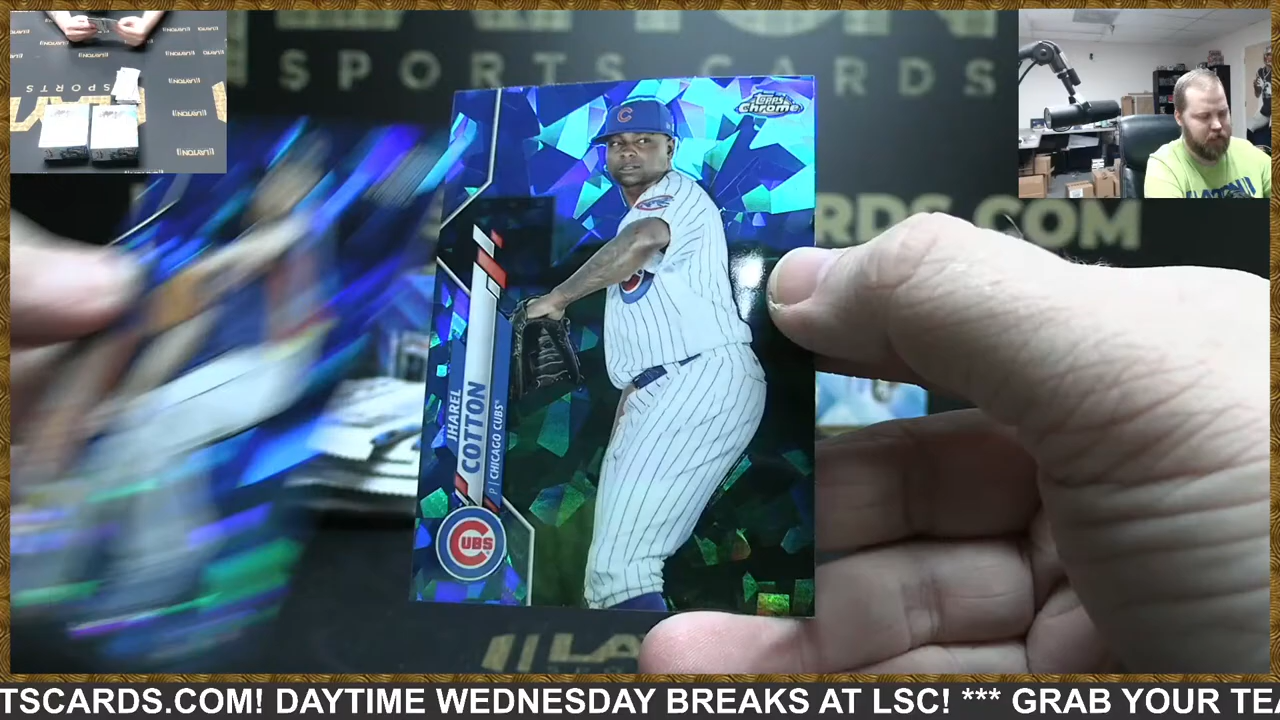 SPORTS CARDS
RDS.COM
Topps
Chrome
JHAREL
COTTON
P | CHICAGO CUBS
CUBS
TSCARDS.COM! DAYTIME WEDNESDAY BREAKS AT LSC! *** GRAB YOUR TEA